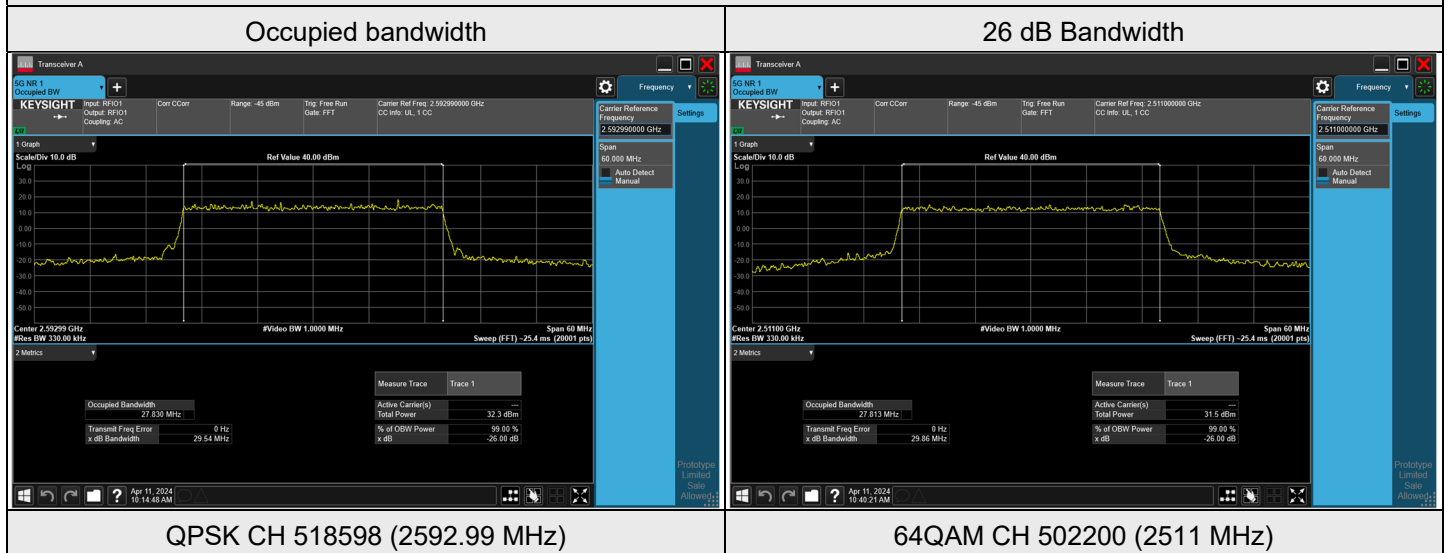 Occupied bandwidth
26 dB Bandwidth
Transceiver A
5G NR 1
Occupied BW
+
Frequency
KEYSIGHT
Input: RFIO1
Output: RFIO1
Coupling: AC
Corr CCorr
Range: -45 dBm
Trig: Free Run
Gate: FFT
Carrier Ref Freq: 2.592990000 GHz
CC Info: UL, 1 CC
LXI
Carrier Reference
Frequency
2.592990000 GHz
Settings
Span
60.000 MHz
Auto Detect
Manual
1 Graph
Scale/Div 10.0 dB
Ref Value 40.00 dBm
Log
30.0
20.0
10.0
0.00
-10.0
-20.0
-30.0
-40.0
-50.0
Center 2.59299 GHz
#Video BW 1.0000 MHz
Span 60 MHz
#Res BW 330.00 kHz
Sweep (FFT) ~25.4 ms (20001 pts)
2 Metrics
Measure Trace Trace 1
Occupied Bandwidth
27.830 MHz
Active Carrier(s) ---
Total Power 32.3 dBm
Transmit Freq Error 0 Hz
x dB Bandwidth 29.54 MHz
% of OBW Power 99.00 %
x dB -26.00 dB
Prototype
Limited
Sale
Allowed
?
Apr 11, 2024
10:14:48 AM
Transceiver A
5G NR 1
Occupied BW
+
Frequency
KEYSIGHT
Input: RFIO1
Output: RFIO1
Coupling: AC
Corr CCorr
Range: -45 dBm
Trig: Free Run
Gate: FFT
Carrier Ref Freq: 2.511000000 GHz
CC Info: UL, 1 CC
LXI
Carrier Reference
Frequency
2.511000000 GHz
Settings
Span
60.000 MHz
Auto Detect
Manual
1 Graph
Scale/Div 10.0 dB
Ref Value 40.00 dBm
Log
30.0
20.0
10.0
0.00
-10.0
-20.0
-30.0
-40.0
-50.0
Center 2.51100 GHz
#Video BW 1.0000 MHz
Span 60 MHz
#Res BW 330.00 kHz
Sweep (FFT) ~25.4 ms (20001 pts)
2 Metrics
Measure Trace Trace 1
Occupied Bandwidth
27.813 MHz
Active Carrier(s) ---
Total Power 31.5 dBm
Transmit Freq Error 0 Hz
x dB Bandwidth 29.86 MHz
% of OBW Power 99.00 %
x dB -26.00 dB
Prototype
Limited
Sale
Allowed
?
Apr 11, 2024
10:40:21 AM
QPSK CH 518598 (2592.99 MHz)
64QAM CH 502200 (2511 MHz)